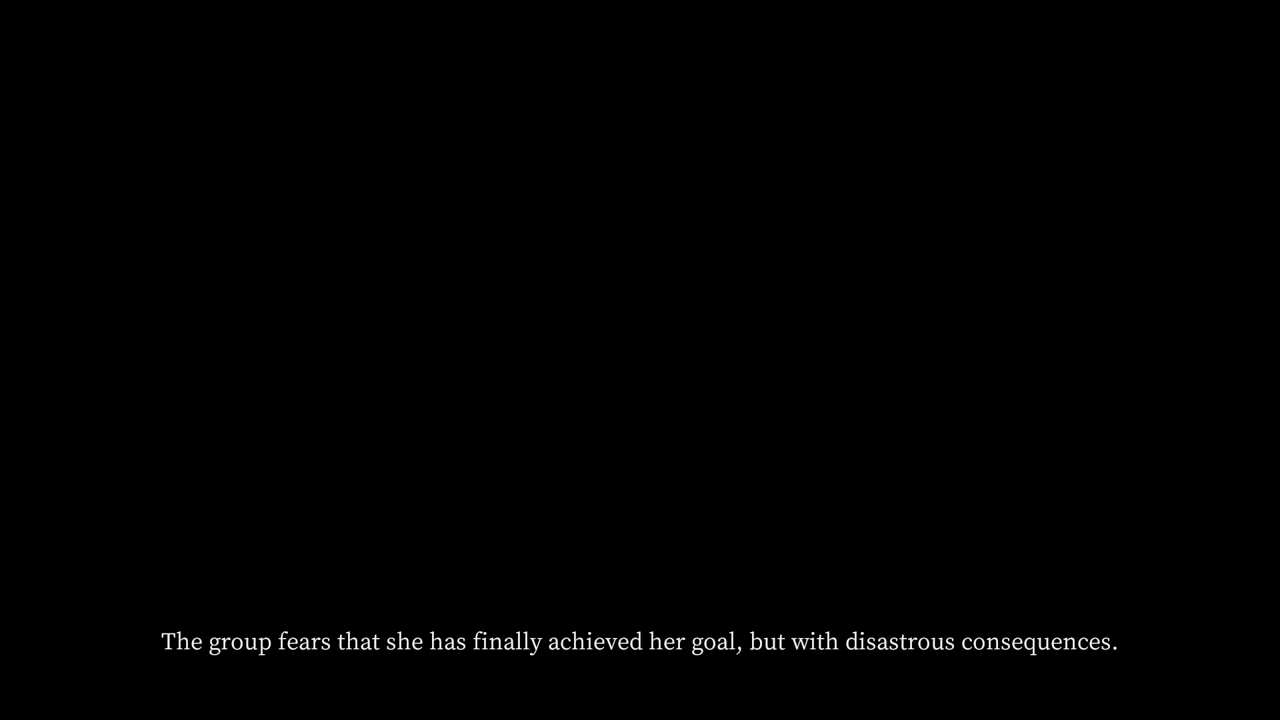 The group fears that she has finally achieved her goal, but with disastrous consequences.